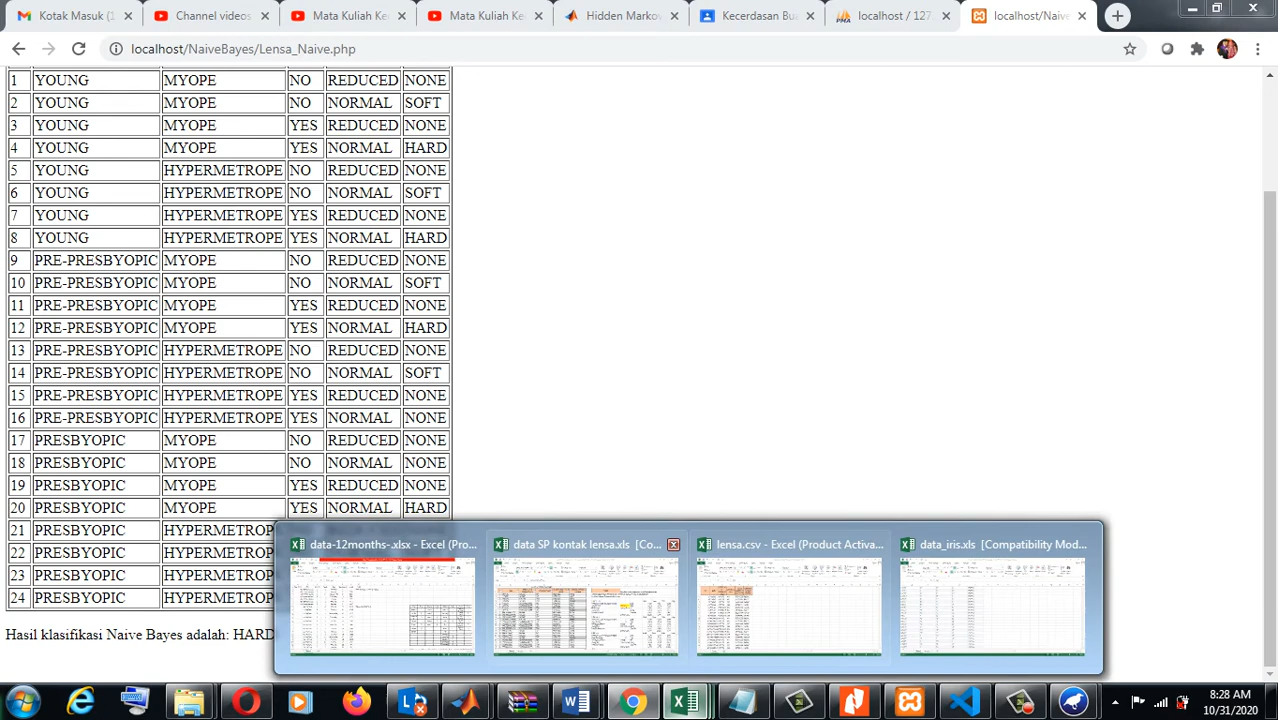 Kotak Masuk (1
Channel videos
Mata Kuliah Ke
Mata Kuliah Ke
Hidden Markov
Kecerdasan Bua
localhost / 127
localhost/Naive
localhost/NaiveBayes/Lensa_Naive.php
1 YOUNG MYOPE NO REDUCED NONE
2 YOUNG MYOPE NO NORMAL SOFT
3 YOUNG MYOPE YES REDUCED NONE
4 YOUNG MYOPE YES NORMAL HARD
5 YOUNG HYPERMETROPE NO REDUCED NONE
6 YOUNG HYPERMETROPE NO NORMAL SOFT
7 YOUNG HYPERMETROPE YES REDUCED NONE
8 YOUNG HYPERMETROPE YES NORMAL HARD
9 PRE-PRESBYOPIC MYOPE NO REDUCED NONE
10 PRE-PRESBYOPIC MYOPE NO NORMAL SOFT
11 PRE-PRESBYOPIC MYOPE YES REDUCED NONE
12 PRE-PRESBYOPIC MYOPE YES NORMAL HARD
13 PRE-PRESBYOPIC HYPERMETROPE NO REDUCED NONE
14 PRE-PRESBYOPIC HYPERMETROPE NO NORMAL SOFT
15 PRE-PRESBYOPIC HYPERMETROPE YES REDUCED NONE
16 PRE-PRESBYOPIC HYPERMETROPE YES NORMAL NONE
17 PRESBYOPIC MYOPE NO REDUCED NONE
18 PRESBYOPIC MYOPE NO NORMAL NONE
19 PRESBYOPIC MYOPE YES REDUCED NONE
20 PRESBYOPIC MYOPE YES NORMAL HARD
21 PRESBYOPIC HYPERMET
22 PRESBYOPIC HYPERMET
23 PRESBYOPIC HYPERMET
24 PRESBYOPIC HYPERMET
Hasil klasifikasi Naive Bayes adalah: HARD
data-12months-.xlsx - Excel (Pro...
data SP kontak lensa.xls [Co...
lensa.csv - Excel (Product Activa...
data_iris.xls [Compatibility Mod...
8:28 AM
10/31/2020